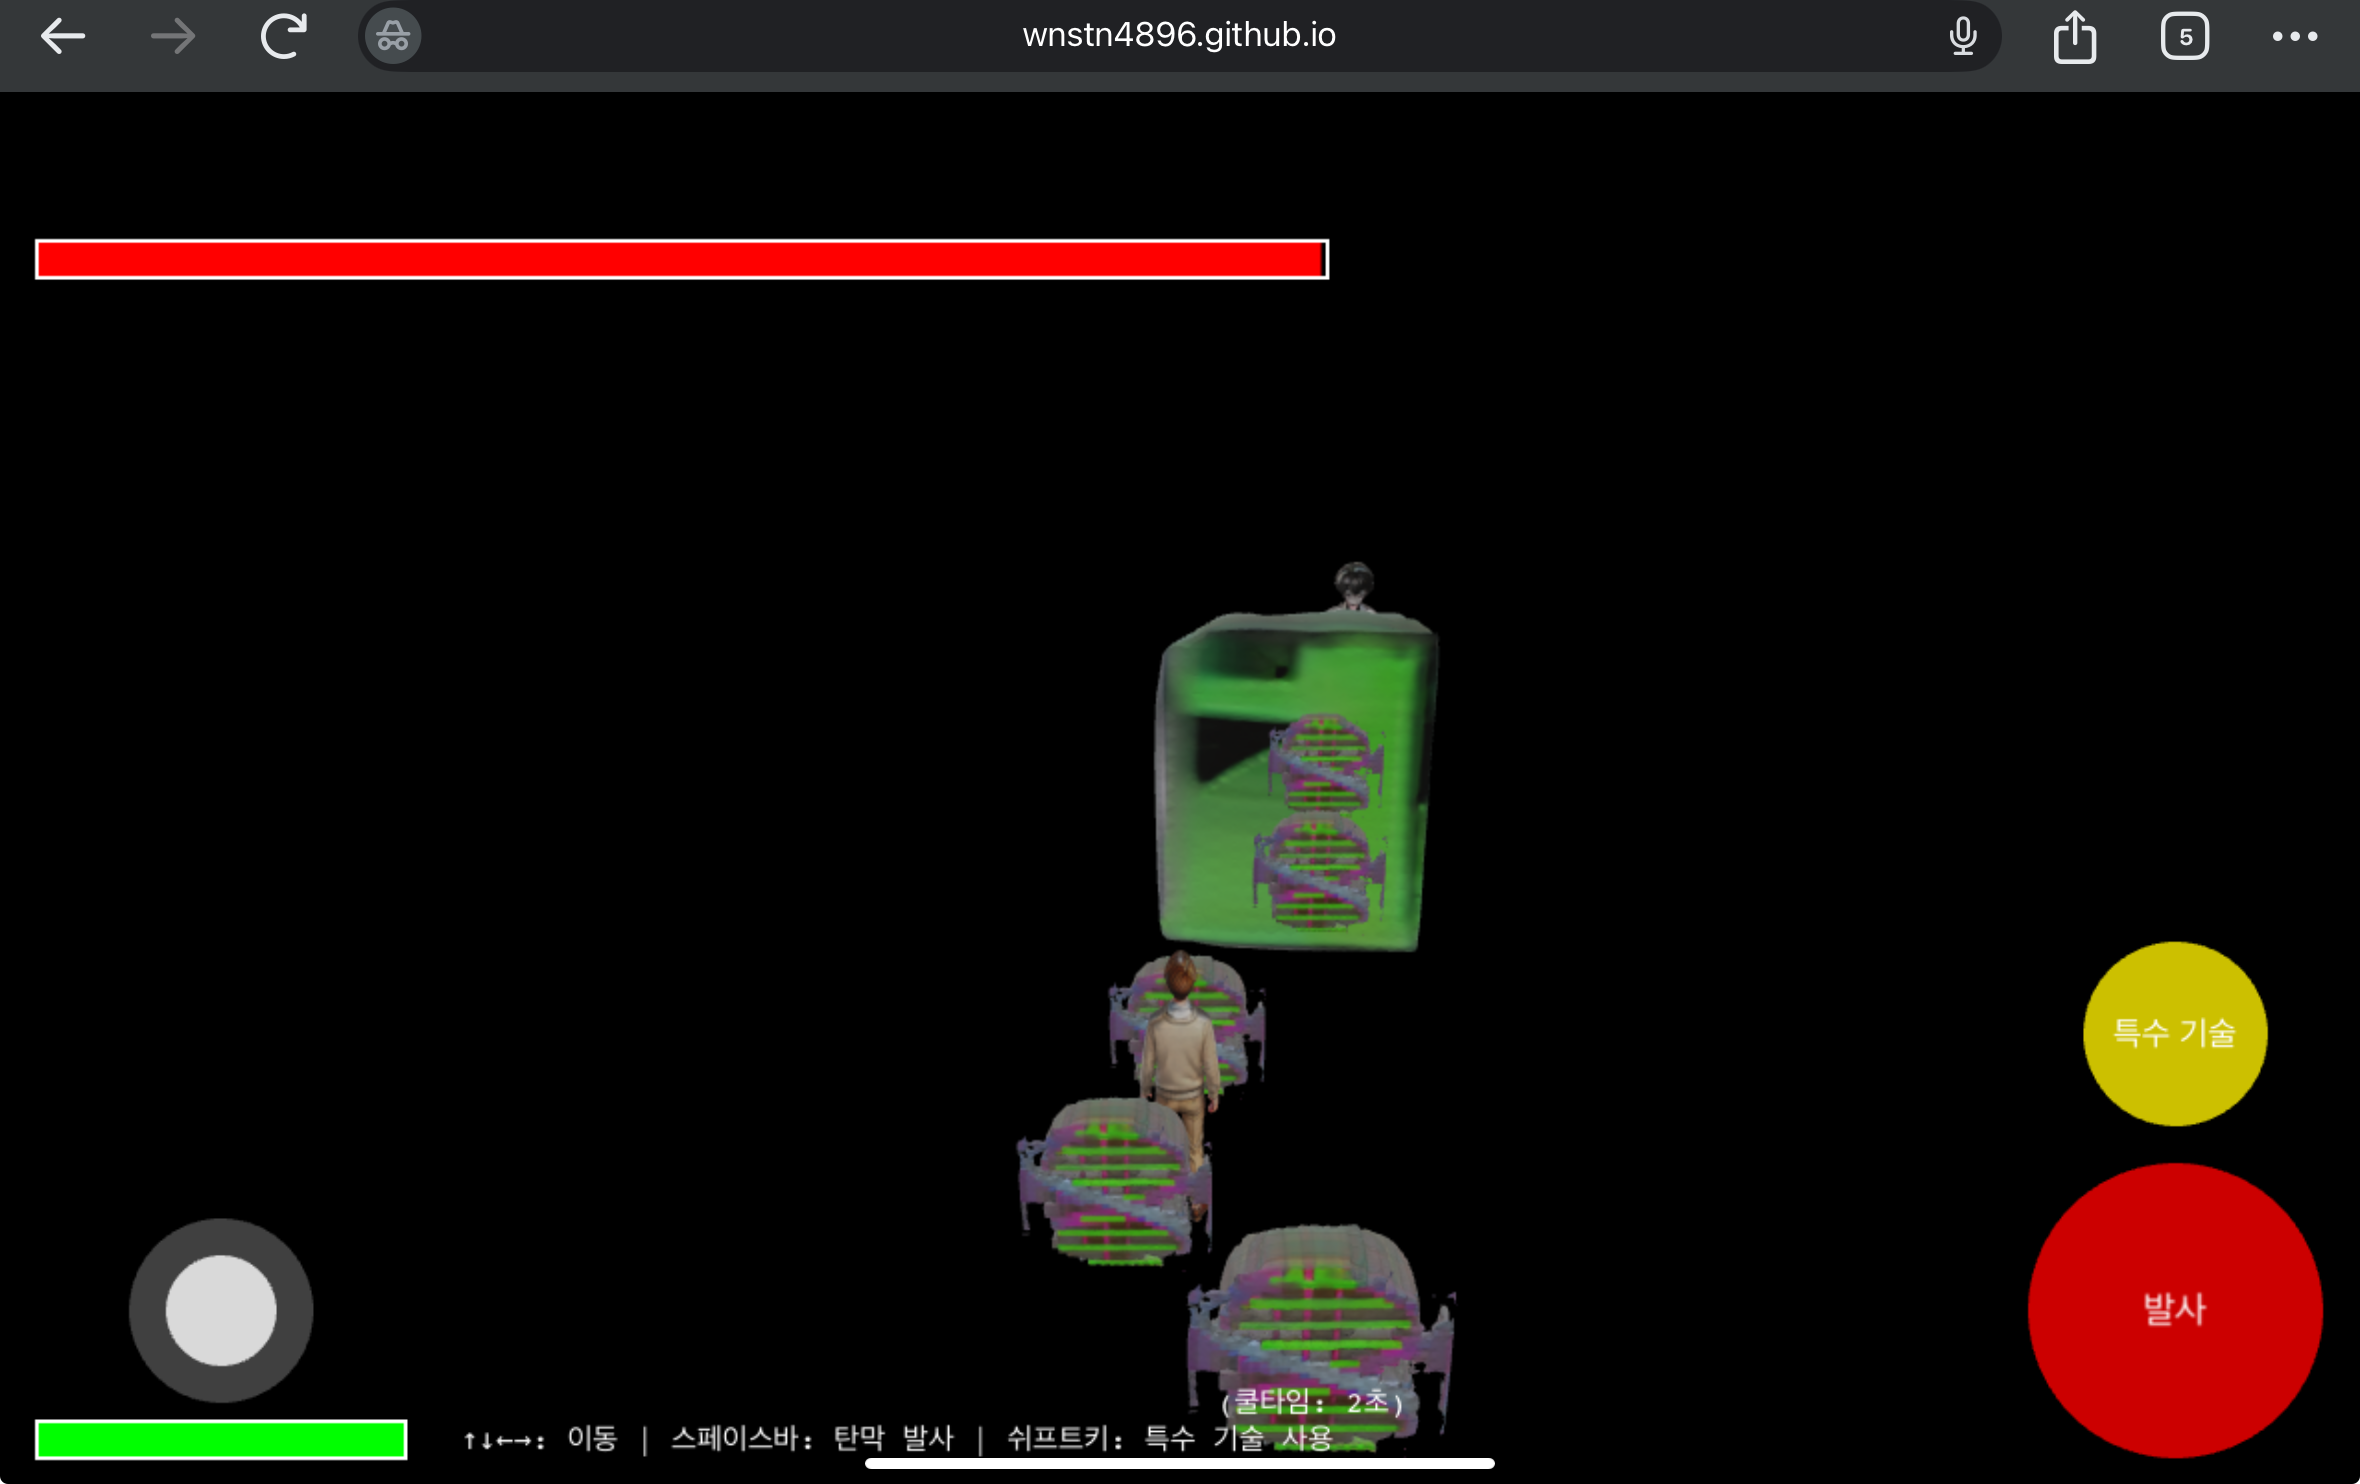 wnstn4896.github.io
5
특수 기술
발사
(쿨타임: 2초)
↑↓←→: 이동 | 스페이스바: 탄막 발사 | 쉬프트키: 특수 기술 사용